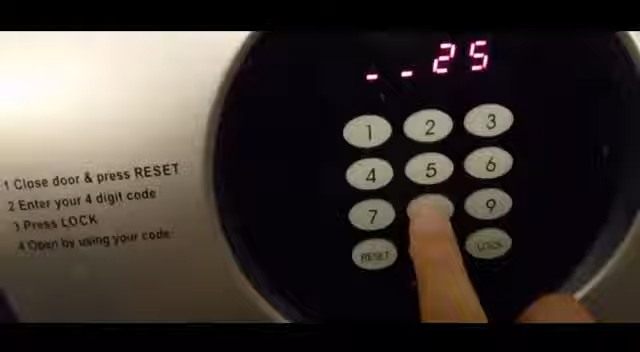 _ _ 25
1 2 3
4 5 6
7 9
RESET LOCK
1 Close door & press RESET
2 Enter your 4 digit code
3 Press LOCK
4 Open by using your code